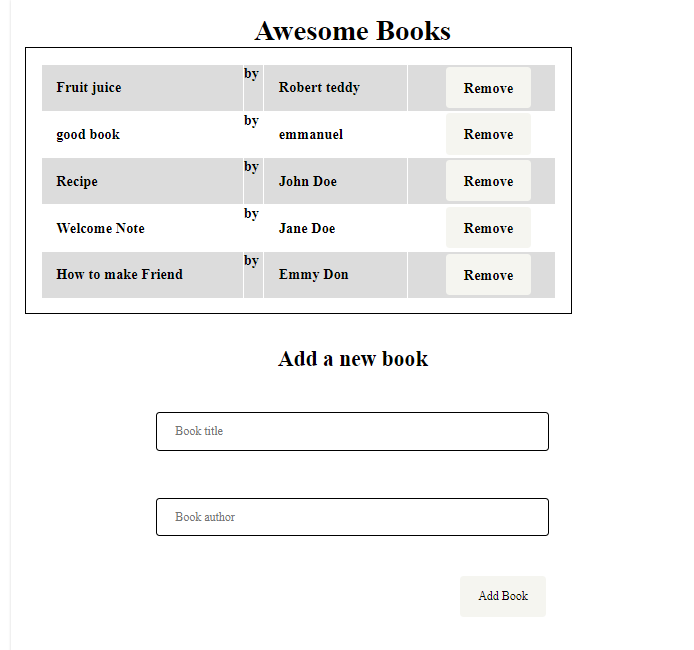 Awesome Books
Fruit juice by Robert teddy Remove
good book by emmanuel Remove
Recipe by John Doe Remove
Welcome Note by Jane Doe Remove
How to make Friend by Emmy Don Remove
Add a new book
Book title
Book author
Add Book